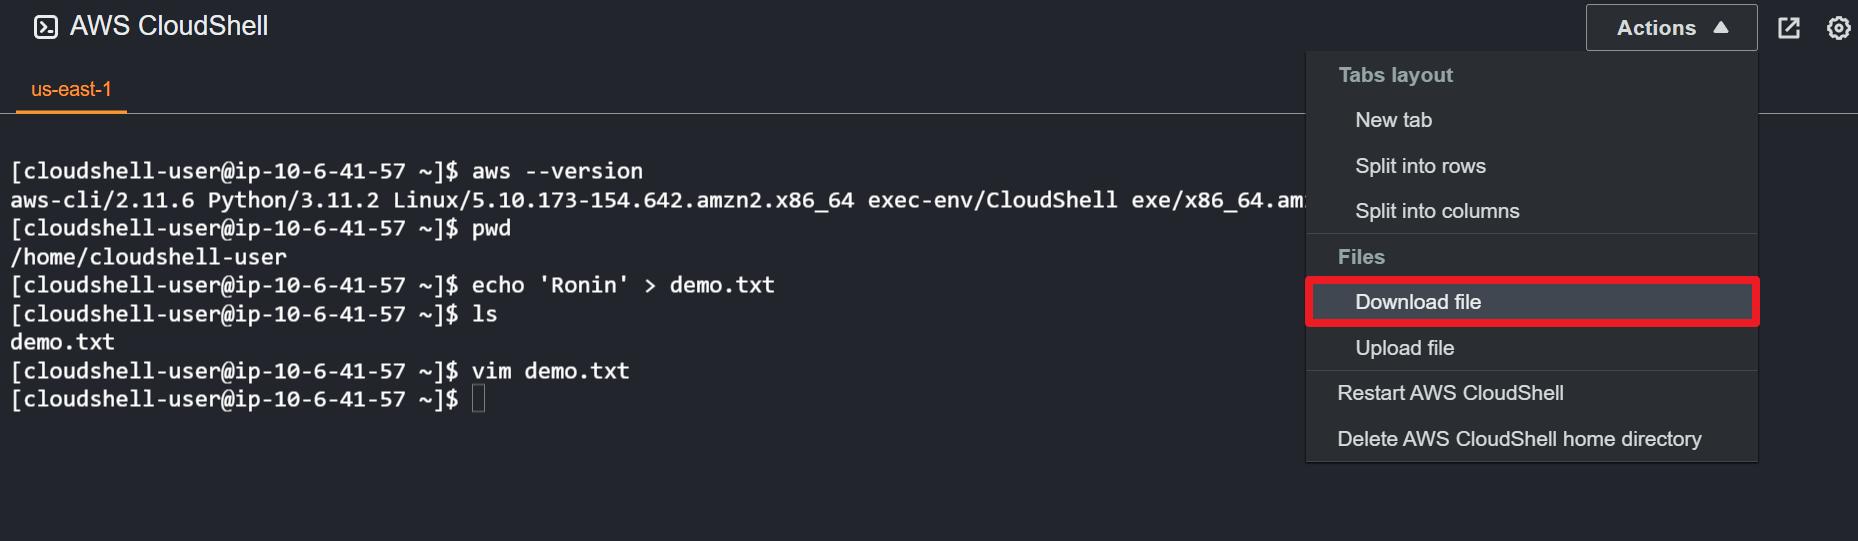 AWS CloudShell
Actions
us-east-1
[cloudshell-user@ip-10-6-41-57 ~]$ aws --version
aws-cli/2.11.6 Python/3.11.2 Linux/5.10.173-154.642.amzn2.x86_64 exec-env/CloudShell exe/x86_64.am
[cloudshell-user@ip-10-6-41-57 ~]$ pwd
/home/cloudshell-user
[cloudshell-user@ip-10-6-41-57 ~]$ echo 'Ronin' > demo.txt
[cloudshell-user@ip-10-6-41-57 ~]$ ls
demo.txt
[cloudshell-user@ip-10-6-41-57 ~]$ vim demo.txt
[cloudshell-user@ip-10-6-41-57 ~]$
Tabs layout
New tab
Split into rows
Split into columns
Files
Download file
Upload file
Restart AWS CloudShell
Delete AWS CloudShell home directory